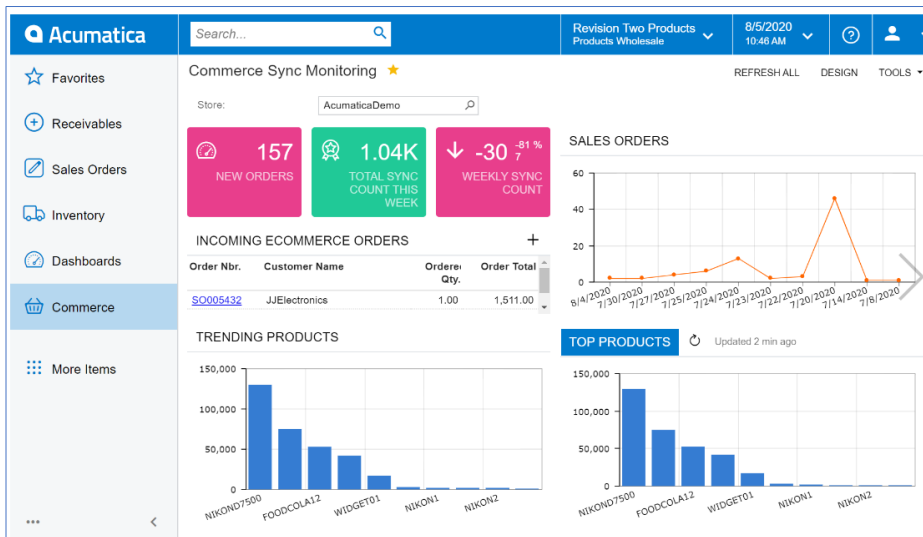 Acumatica
Search...
Revision Two Products
Products Wholesale
8/5/2020
10:46 AM
Favorites
Receivables
Sales Orders
Inventory
Dashboards
Commerce
More Items
Commerce Sync Monitoring
REFRESH ALL DESIGN TOOLS
Store: AcumaticaDemo
157
NEW ORDERS
1.04K
TOTAL SYNC
COUNT THIS
WEEK
-30 -81 %
7
WEEKLY SYNC
COUNT
INCOMING ECOMMERCE ORDERS
Order Nbr. Customer Name Ordere Qty. Order Total
SO005432 JJElectronics 1.00 1,511.00
SALES ORDERS
60
40
20
0
8/4/2020 7/30/2020 7/27/2020 7/25/2020 7/24/2020 7/23/2020 7/22/2020 7/20/2020 7/14/2020 7/8/2020
TRENDING PRODUCTS
150,000
100,000
50,000
0
NIKOND7500 FOODCOLA12 WIDGET01 NIKON1 NIKON2
TOP PRODUCTS Updated 2 min ago
150,000
100,000
50,000
0
NIKOND7500 FOODCOLA12 WIDGET01 NIKON1 NIKON2